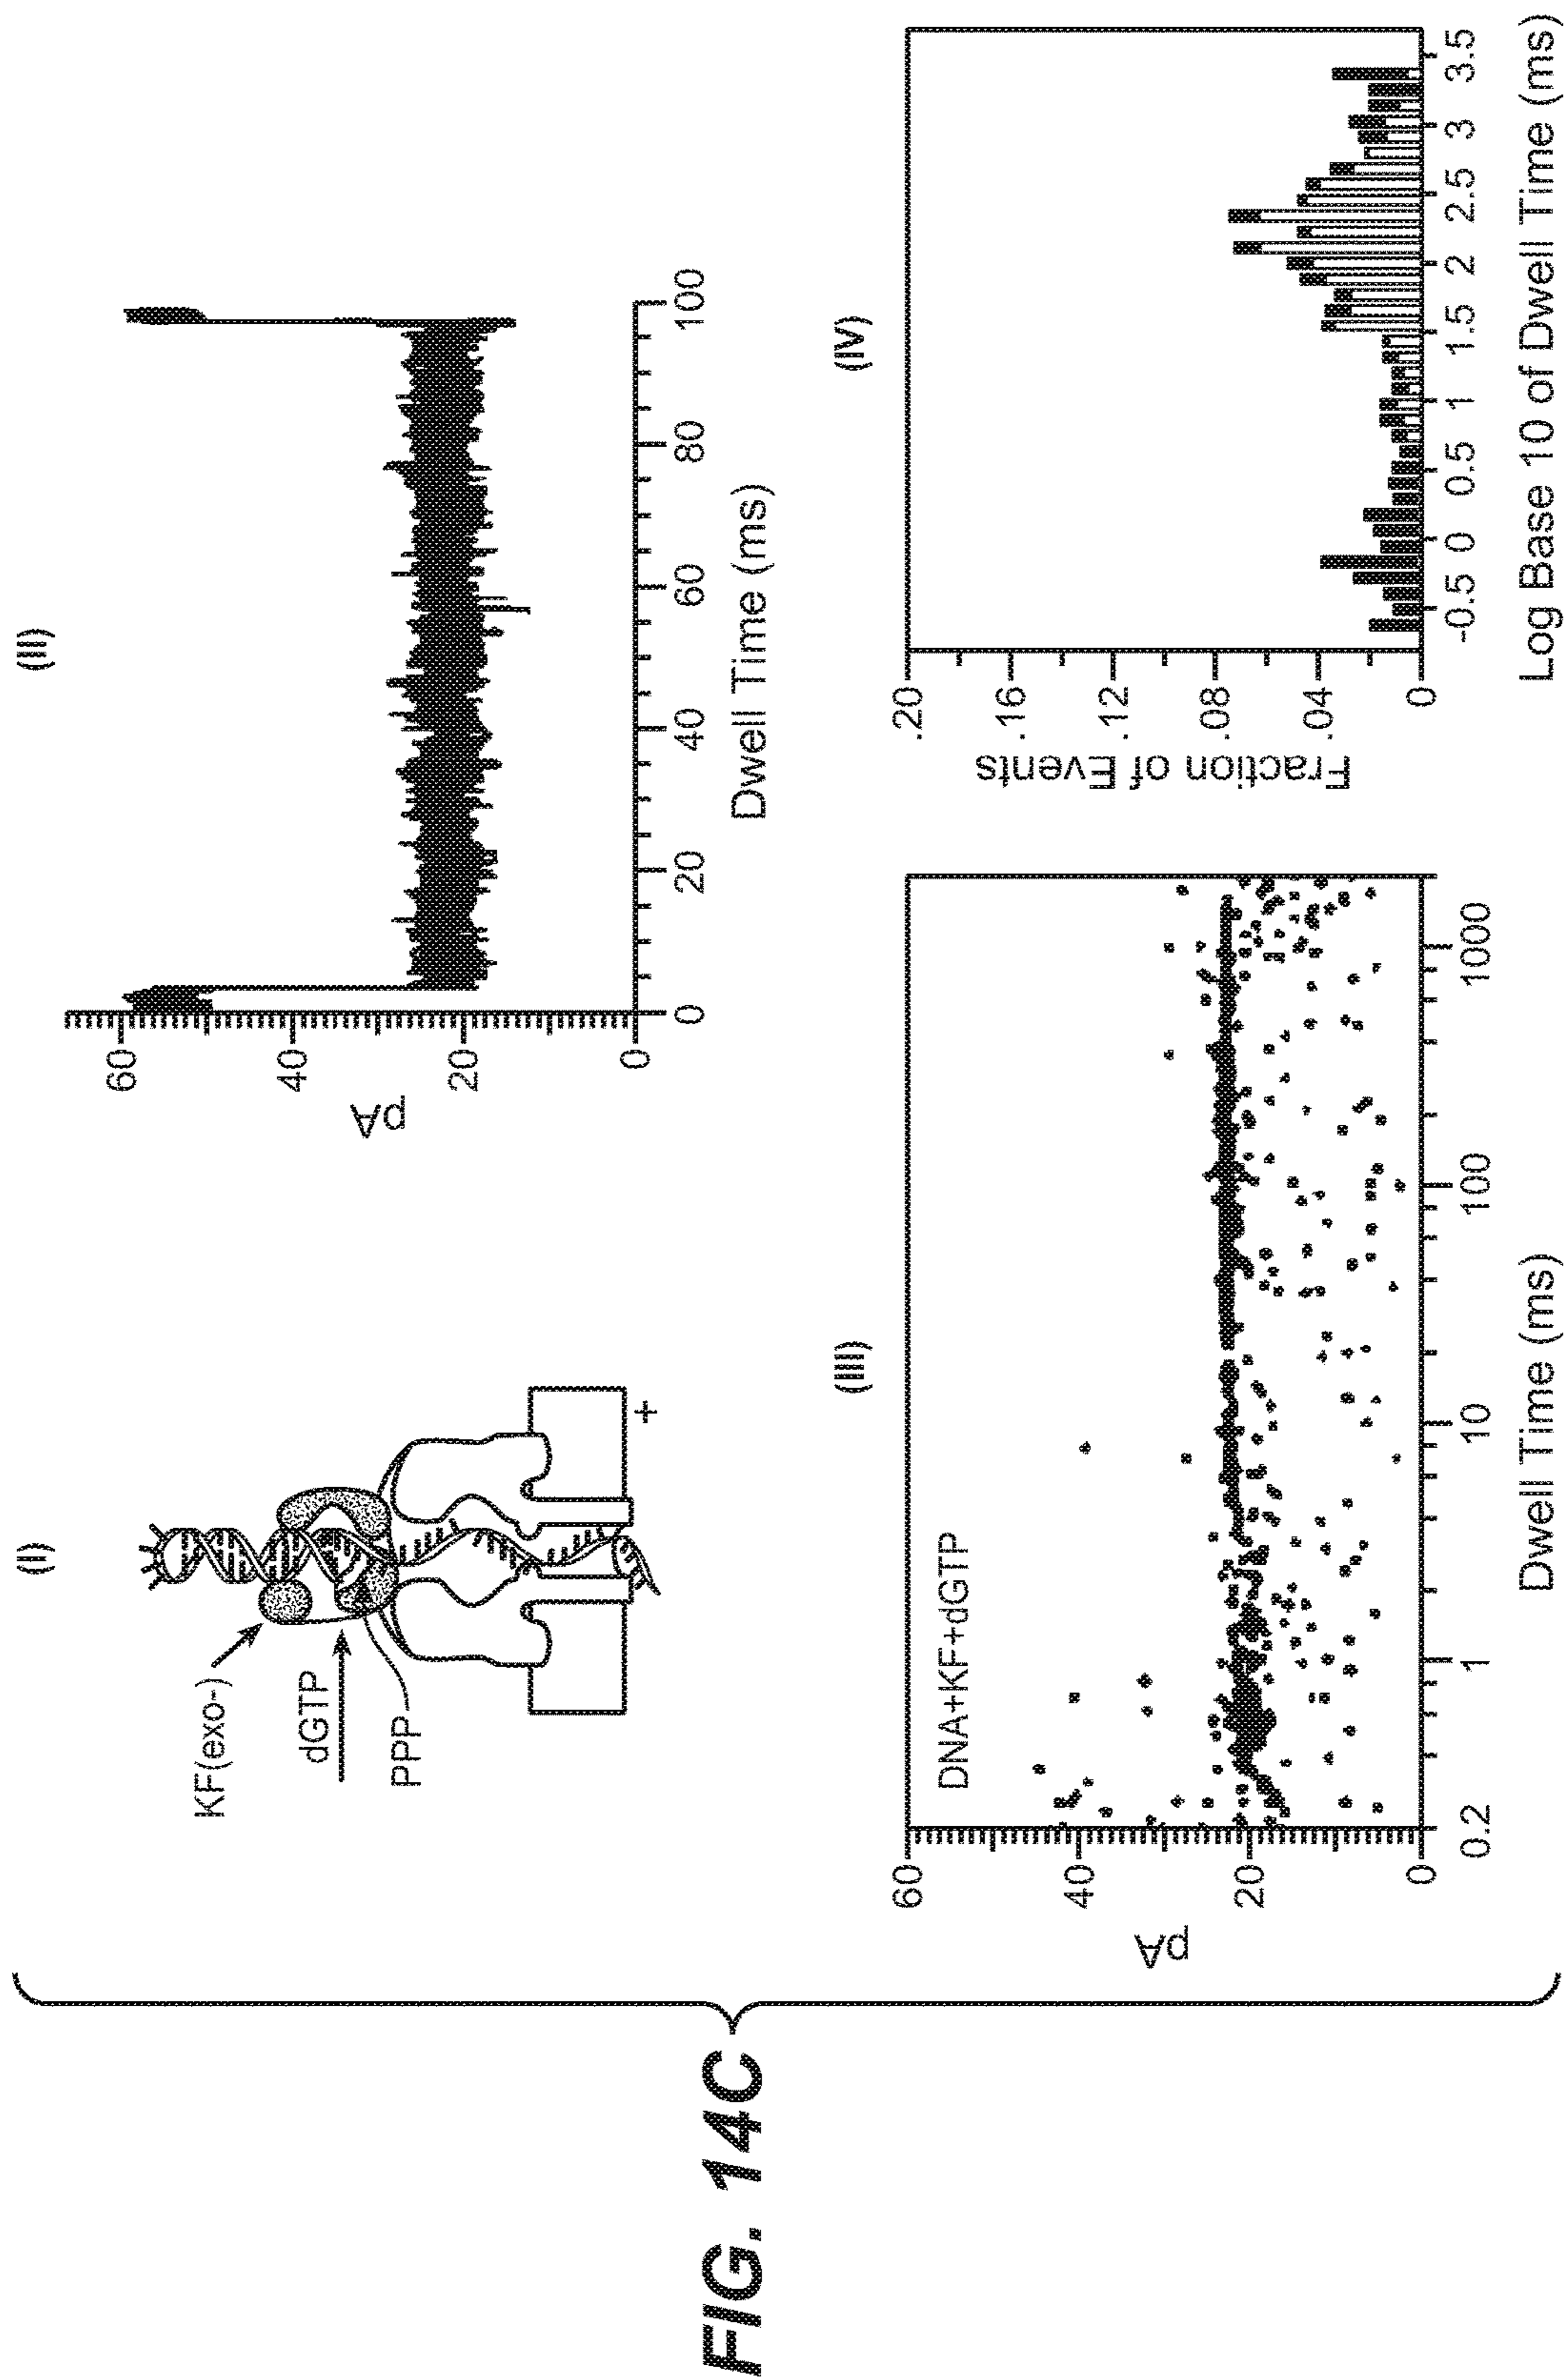 FIG. 14C
(I)
KF(exo-)
dGTP
PPP
+
(II)
60
40
20
0
pA
0 20 40 60 80 100
Dwell Time (ms)
(III)
60
40
20
0
pA
DNA+KF+dGTP
0.2 1 10 100 1000
Dwell Time (ms)
(IV)
.20
.16
.12
.08
.04
0
Fraction of Events
-0.5 0 0.5 1 1.5 2 2.5 3 3.5
Log Base 10 of Dwell Time (ms)